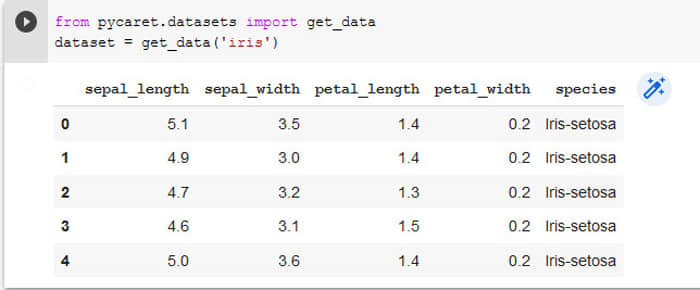 from pycaret.datasets import get_data
dataset = get_data('iris')
sepal_length sepal_width petal_length petal_width species
0 5.1 3.5 1.4 0.2 Iris-setosa
1 4.9 3.0 1.4 0.2 Iris-setosa
2 4.7 3.2 1.3 0.2 Iris-setosa
3 4.6 3.1 1.5 0.2 Iris-setosa
4 5.0 3.6 1.4 0.2 Iris-setosa